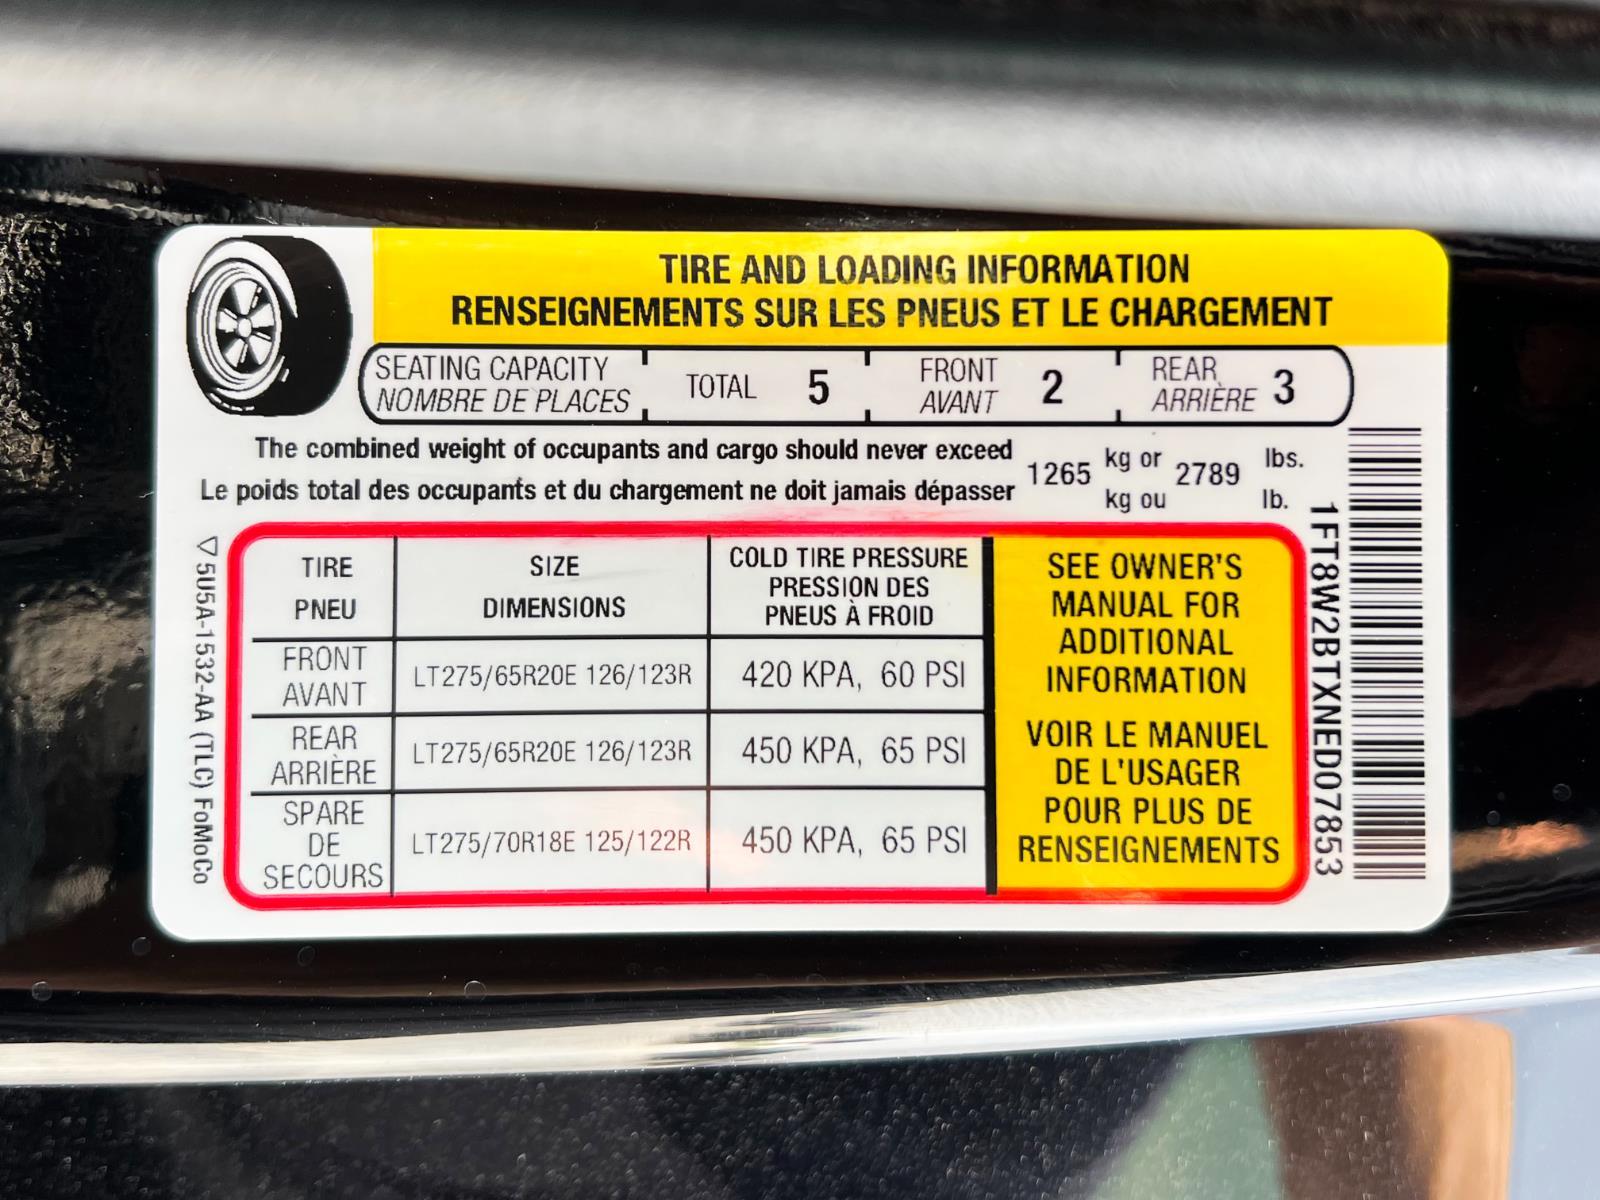 TIRE AND LOADING INFORMATION
RENSEIGNEMENTS SUR LES PNEUS ET LE CHARGEMENT
SEATING CAPACITY
NOMBRE DE PLACES
TOTAL 5
FRONT
AVANT
2
REAR
ARRIÈRE
3
The combined weight of occupants and cargo should never exceed
Le poids total des occupants et du chargement ne doit jamais dépasser
1265
kg or
kg ou
2789
lbs.
lb.
TIRE
PNEU
SIZE
DIMENSIONS
COLD TIRE PRESSURE
PRESSION DES
PNEUS À FROID
FRONT
AVANT
LT275/65R20E 126/123R
420 KPA, 60 PSI
REAR
ARRIÈRE
LT275/65R20E 126/123R
450 KPA, 65 PSI
SPARE
DE
SECOURS
LT275/70R18E 125/122R
450 KPA, 65 PSI
SEE OWNER'S
MANUAL FOR
ADDITIONAL
INFORMATION
VOIR LE MANUEL
DE L'USAGER
POUR PLUS DE
RENSEIGNEMENTS
5U5A-1532-AA (TLC) FoMoCo
1FT8W2BTXNED07853